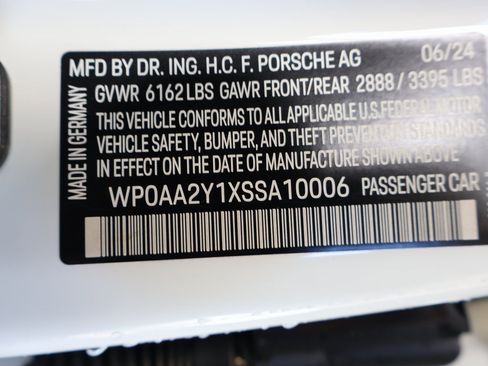 MFD BY DR. ING. H.C. F. PORSCHE AG 06/24
GVWR 6162 LBS GAWR FRONT/REAR 2888 / 3395 LBS
THIS VEHICLE CONFORMS TO ALL APPLICABLE U.S. FEDERAL MOTOR
VEHICLE SAFETY, BUMPER, AND THEFT PREVENTION STANDARDS
IN EFFECT ON THE DATE OF MANUFACTURE SHOWN ABOVE.
WP0AA2Y1XSSA10006 PASSENGER CAR
MADE IN GERMANY